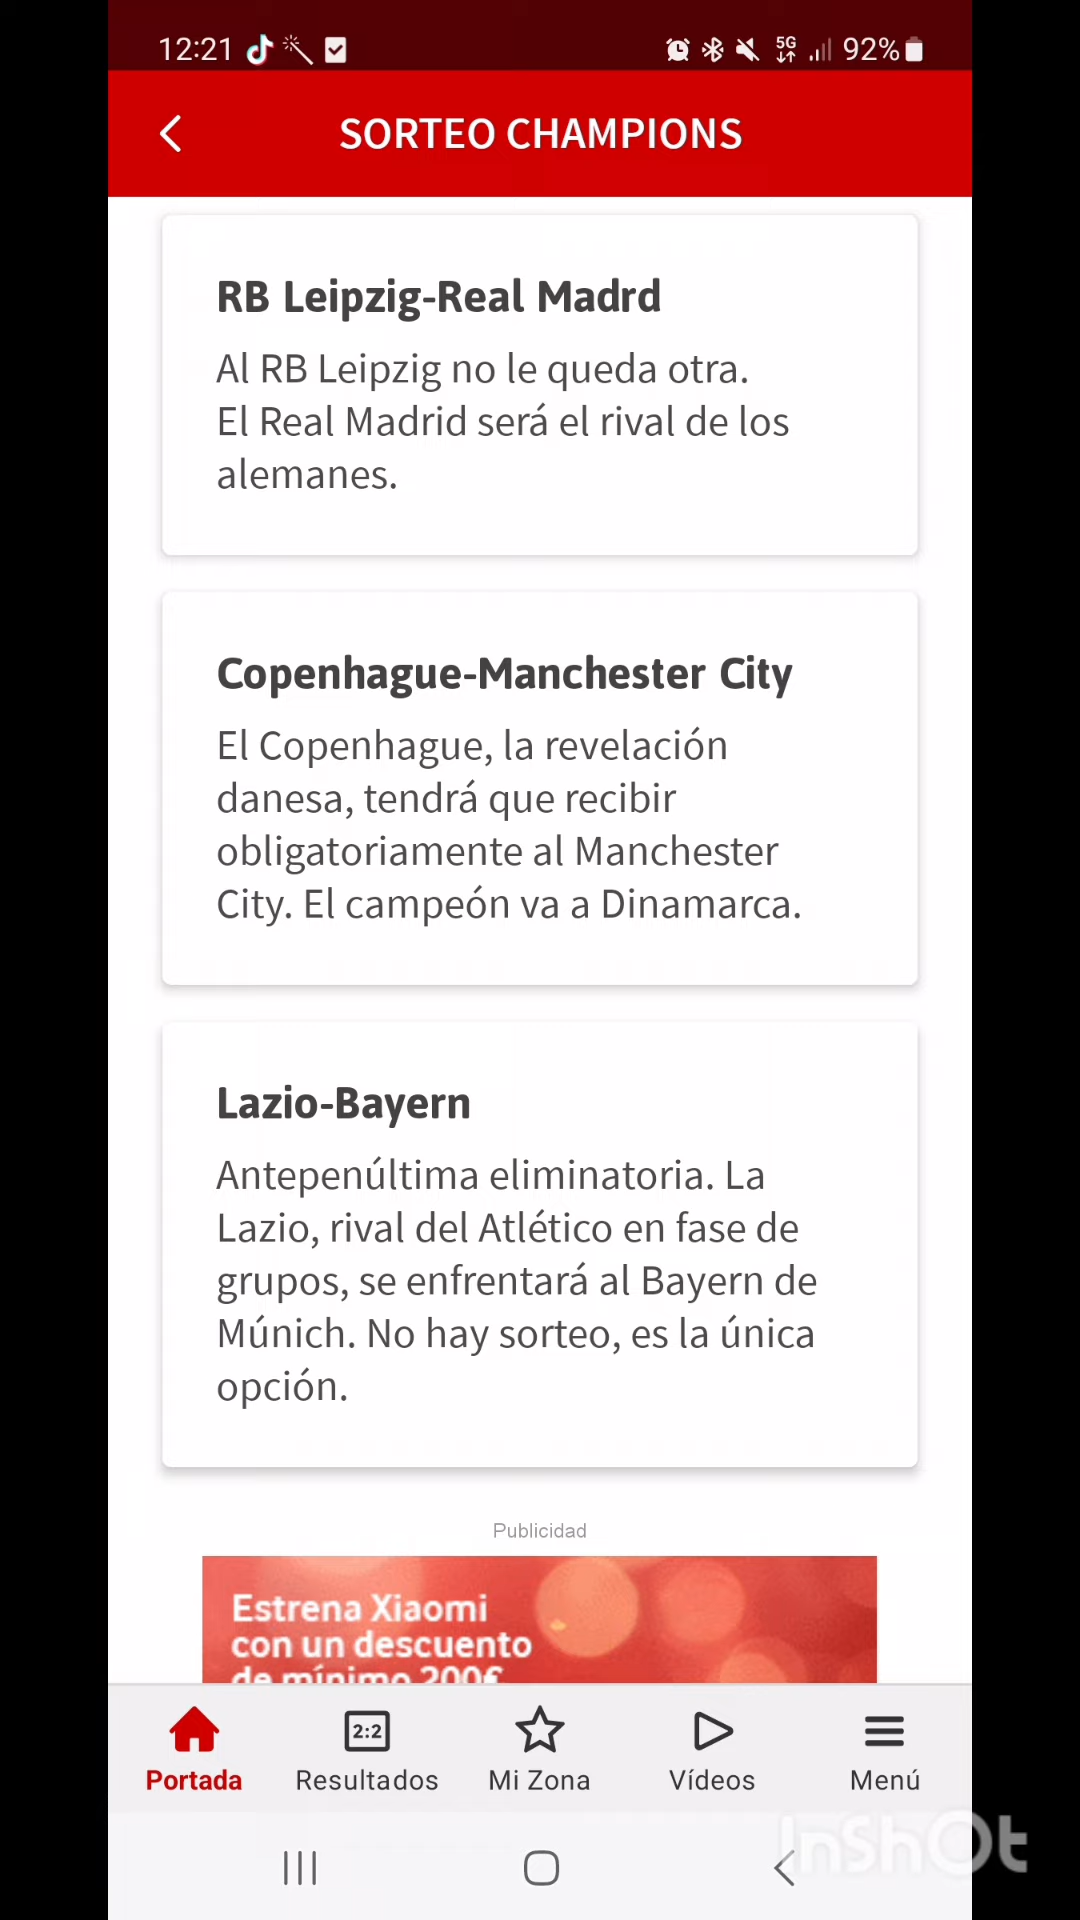 12:21 5G 92%
SORTEO CHAMPIONS
RB Leipzig-Real Madrd
Al RB Leipzig no le queda otra.
El Real Madrid será el rival de los
alemanes.
Copenhague-Manchester City
El Copenhague, la revelación
danesa, tendrá que recibir
obligatoriamente al Manchester
City. El campeón va a Dinamarca.
Lazio-Bayern
Antepenúltima eliminatoria. La
Lazio, rival del Atlético en fase de
grupos, se enfrentará al Bayern de
Múnich. No hay sorteo, es la única
opción.
Publicidad
Estrena Xiaomi
con un descuento
de mínimo 200€
2:2
Portada Resultados Mi Zona Vídeos Menú
InShOt